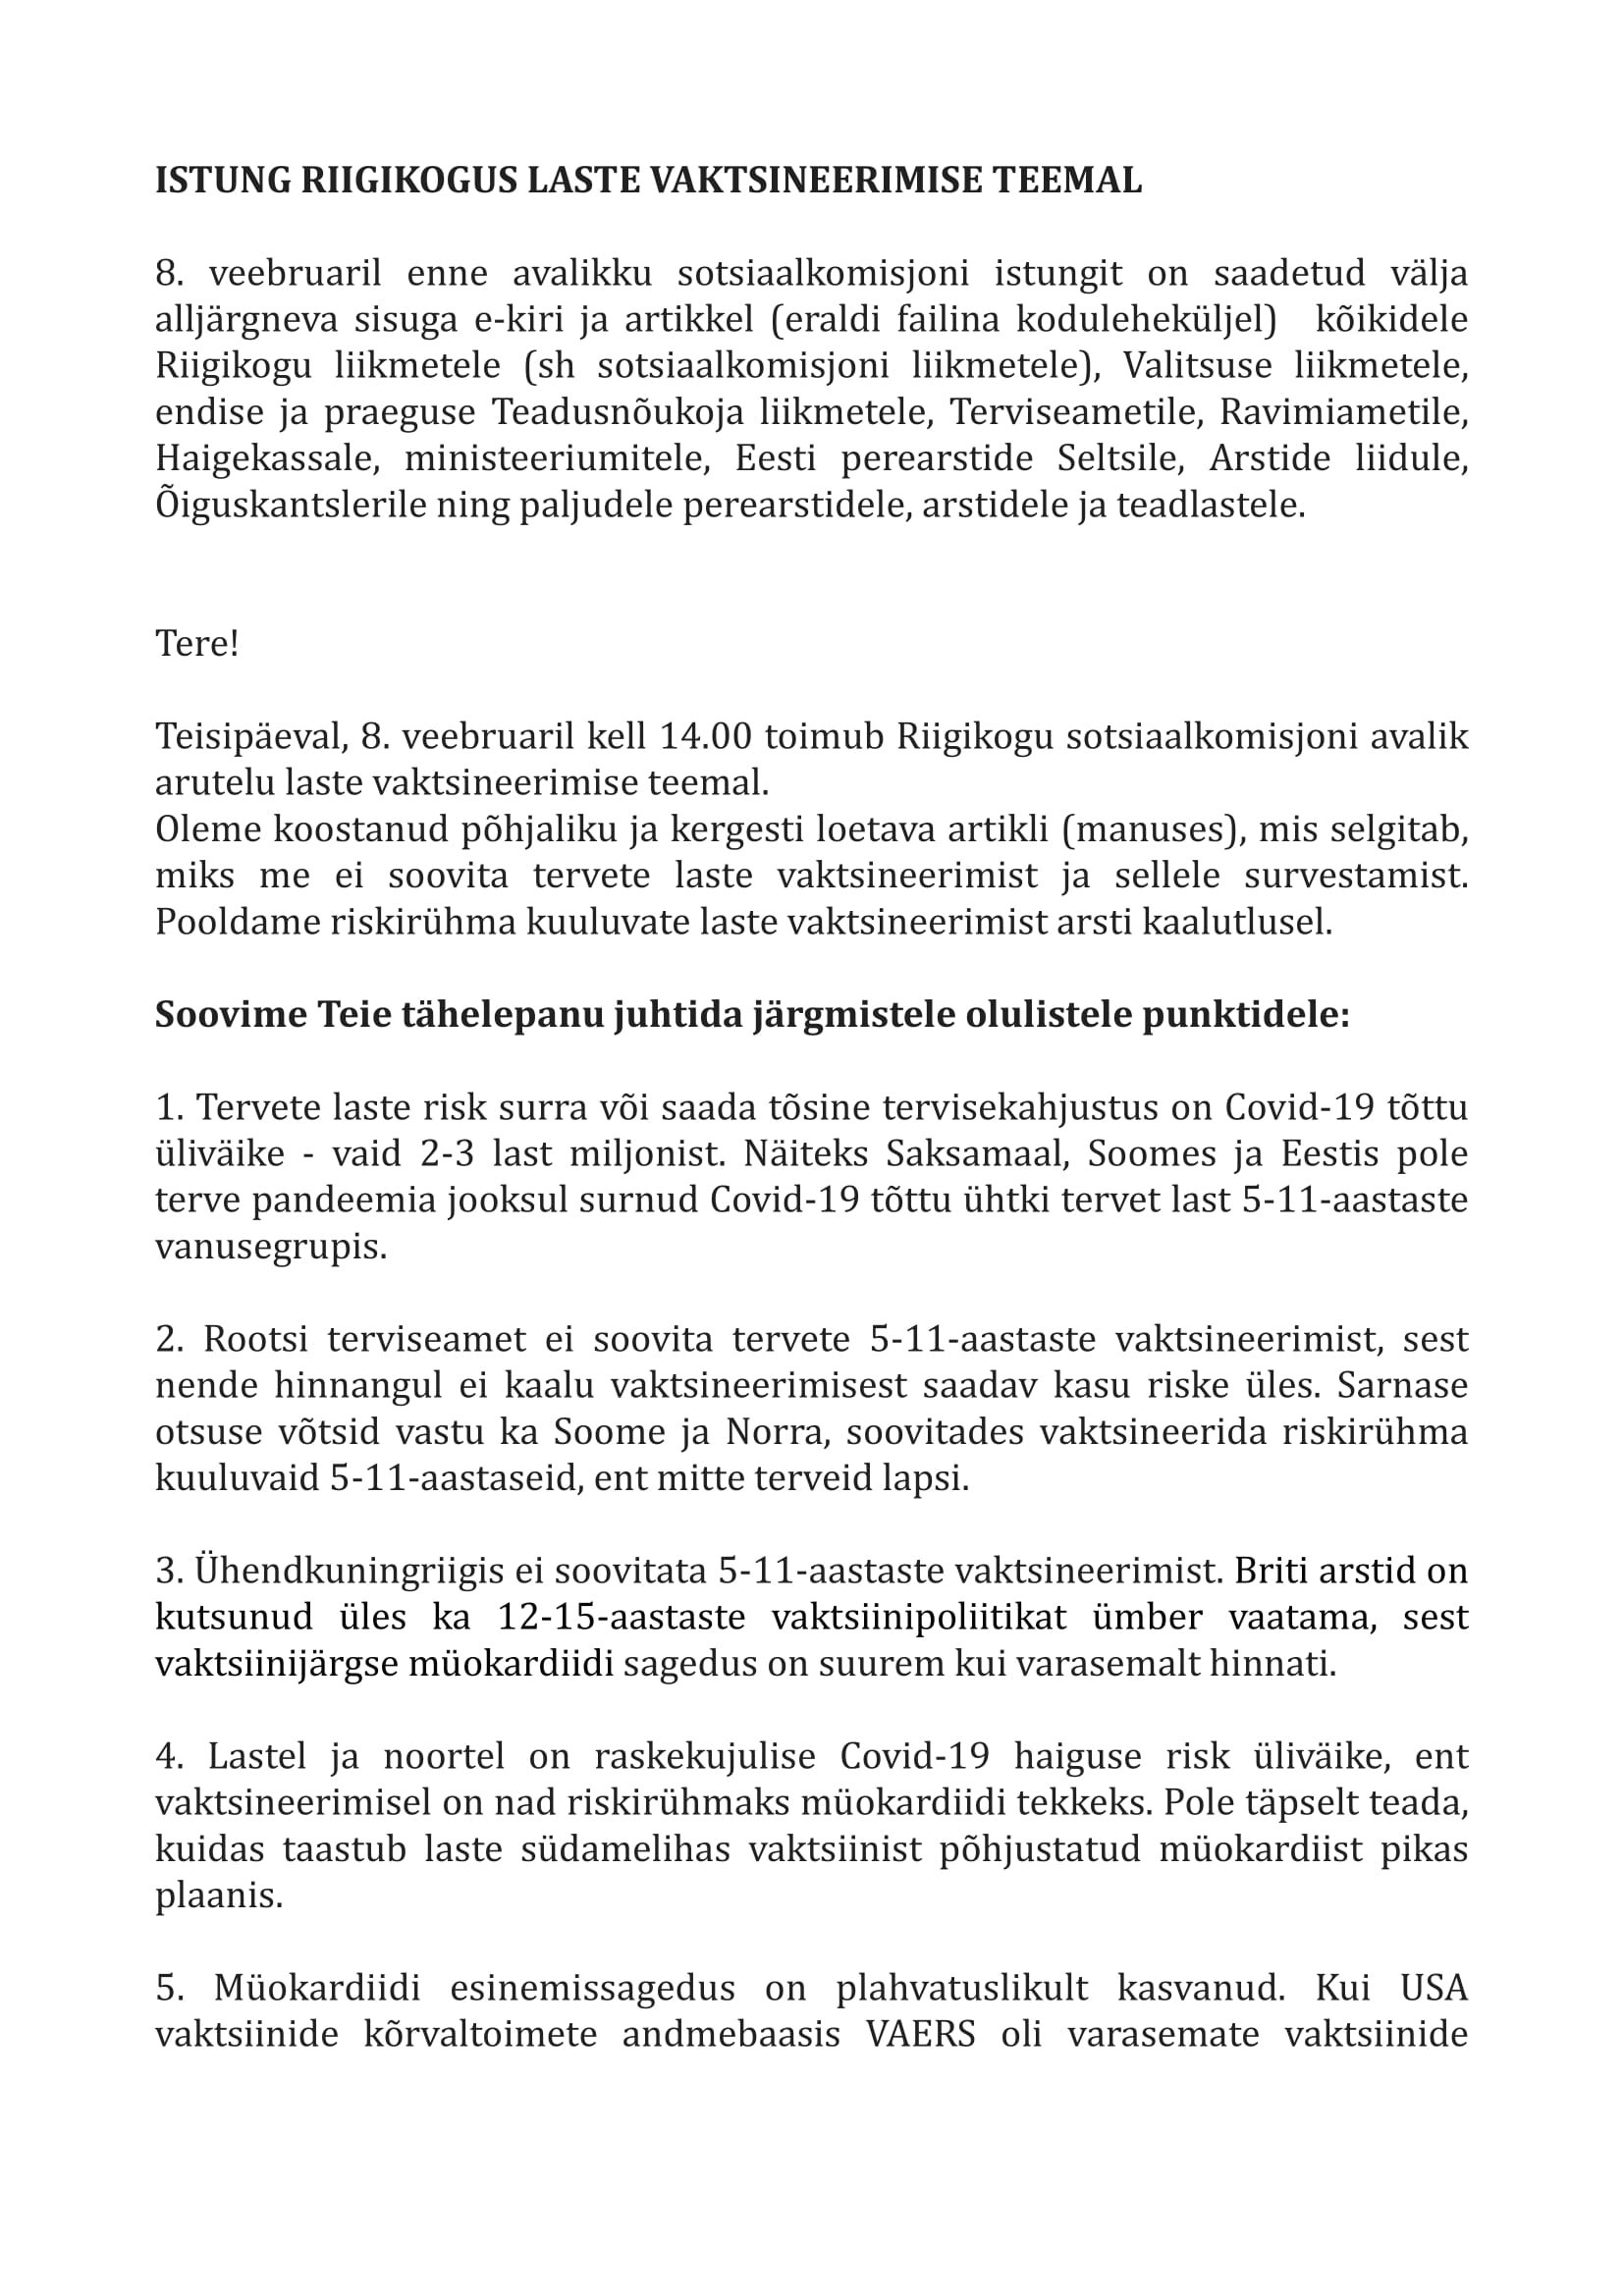 ISTUNG RIIGIKOGUS LASTE VAKTSINEERIMISE TEEMAL
8. veebruaril enne avalikku sotsiaalkomisjoni istungit on saadetud välja
alljärgneva sisuga e-kiri ja artikkel (eraldi failina koduleheküljel) kõikidele
Riigikogu liikmetele (sh sotsiaalkomisjoni liikmetele), Valitsuse liikmetele,
endise ja praeguse Teadusnõukoja liikmetele, Terviseametile, Ravimiametile,
Haigekassale, ministeeriumitele, Eesti perearstide Seltsile, Arstide liidule,
Õiguskantslerile ning paljudele perearstidele, arstidele ja teadlastele.
Tere!
Teisipäeval, 8. veebruaril kell 14.00 toimub Riigikogu sotsiaalkomisjoni avalik
arutelu laste vaktsineerimise teemal.
Oleme koostanud põhjaliku ja kergesti loetava artikli (manuses), mis selgitab,
miks me ei soovita tervete laste vaktsineerimist ja sellele survestamist.
Pooldame riskirühma kuuluvate laste vaktsineerimist arsti kaalutlusel.
Soovime Teie tähelepanu juhtida järgmistele olulistele punktidele:
1. Tervete laste risk surra või saada tõsine tervisekahjustus on Covid-19 tõttu
üliväike - vaid 2-3 last miljonist. Näiteks Saksamaal, Soomes ja Eestis pole
terve pandeemia jooksul surnud Covid-19 tõttu ühtki tervet last 5-11-aastaste
vanusegrupis.
2. Rootsi terviseamet ei soovita tervete 5-11-aastaste vaktsineerimist, sest
nende hinnangul ei kaalu vaktsineerimisest saadav kasu riske üles. Sarnase
otsuse võtsid vastu ka Soome ja Norra, soovitades vaktsineerida riskirühma
kuuluvaid 5-11-aastaseid, ent mitte terveid lapsi.
3. Ühendkuningriigis ei soovitata 5-11-aastaste vaktsineerimist. Briti arstid on
kutsunud üles ka 12-15-aastaste vaktsiinipoliitikat ümber vaatama, sest
vaktsiinijärgse müokardiidi sagedus on suurem kui varasemalt hinnati.
4. Lastel ja noortel on raskekujulise Covid-19 haiguse risk üliväike, ent
vaktsineerimisel on nad riskirühmaks müokardiidi tekkeks. Pole täpselt teada,
kuidas taastub laste südamelihas vaktsiinist põhjustatud müokardiist pikas
plaanis.
5. Müokardiidi esinemissagedus on plahvatuslikult kasvanud. Kui USA
vaktsiinide kõrvaltoimete andmebaasis VAERS oli varasemate vaktsiinide